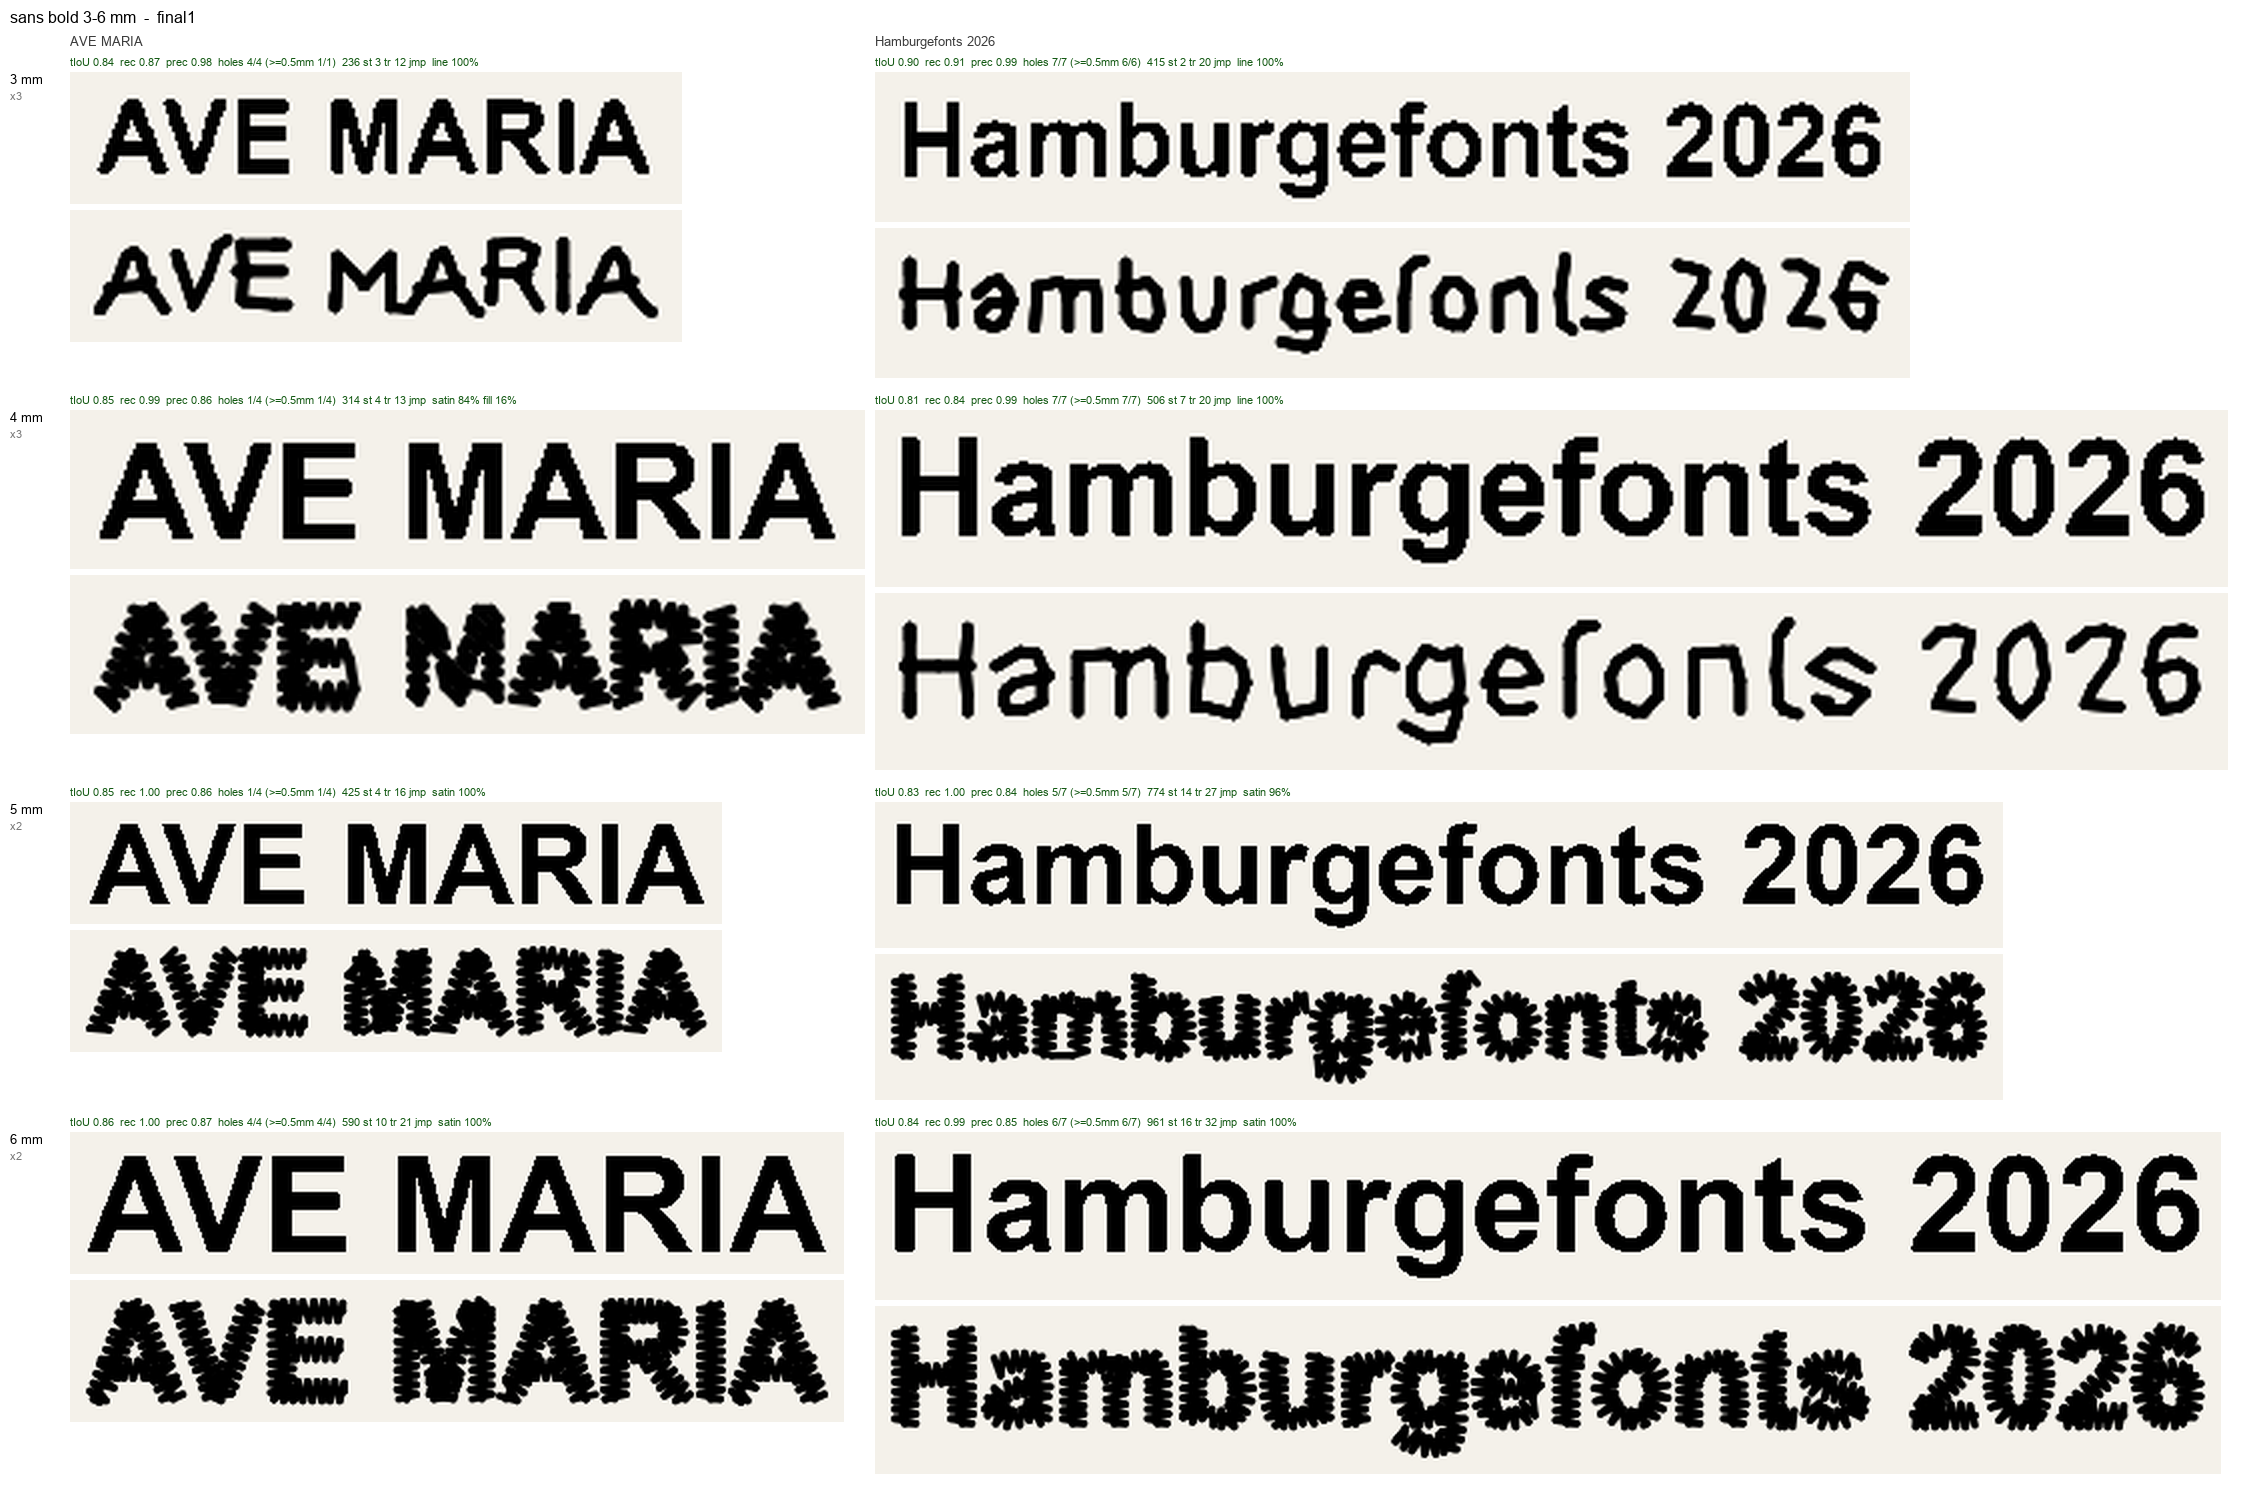 sans bold 3-6 mm - final1
AVE MARIA
Hamburgefonts 2026
tIoU 0.84 rec 0.87 prec 0.98 holes 4/4 (>=0.5mm 1/1) 236 st 3 tr 12 jmp line 100%
tIoU 0.90 rec 0.91 prec 0.99 holes 7/7 (>=0.5mm 6/6) 415 st 2 tr 20 jmp line 100%
3 mm
x3
AVE MARIA
Hamburgefonts 2026
AVE MARIA
Hamburgefonts 2026
tIoU 0.85 rec 0.99 prec 0.86 holes 1/4 (>=0.5mm 1/4) 314 st 4 tr 13 jmp satin 84% fill 16%
tIoU 0.81 rec 0.84 prec 0.99 holes 7/7 (>=0.5mm 7/7) 506 st 7 tr 20 jmp line 100%
4 mm
x3
AVE MARIA
Hamburgefonts 2026
AVE MARIA
Hamburgefonts 2026
tIoU 0.85 rec 1.00 prec 0.86 holes 1/4 (>=0.5mm 1/4) 425 st 4 tr 16 jmp satin 100%
tIoU 0.83 rec 1.00 prec 0.84 holes 5/7 (>=0.5mm 5/7) 774 st 14 tr 27 jmp satin 96%
5 mm
x2
AVE MARIA
Hamburgefonts 2026
AVE MARIA
Hamburgefonts 2026
tIoU 0.86 rec 1.00 prec 0.87 holes 4/4 (>=0.5mm 4/4) 590 st 10 tr 21 jmp satin 100%
tIoU 0.84 rec 0.99 prec 0.85 holes 6/7 (>=0.5mm 6/7) 961 st 16 tr 32 jmp satin 100%
6 mm
x2
AVE MARIA
Hamburgefonts 2026
AVE MARIA
Hamburgefonts 2026